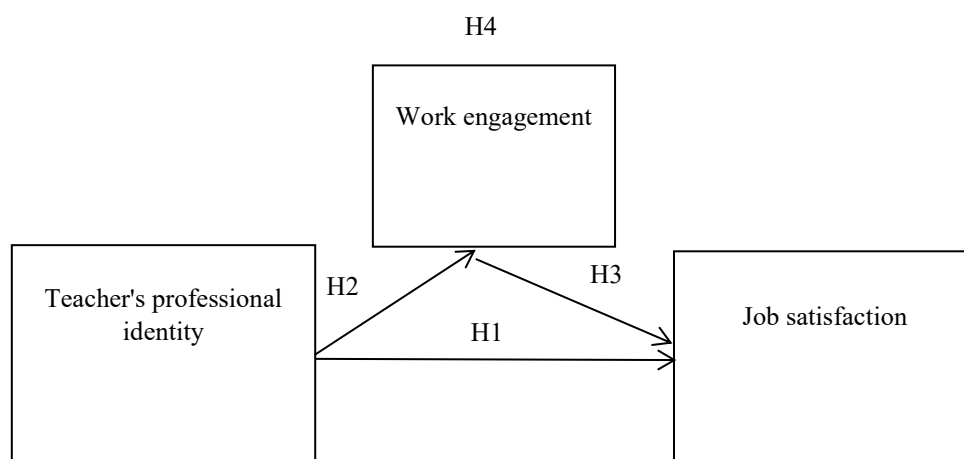 H4
Work engagement
H2
H3
Teacher's professional
identity
H1
Job satisfaction